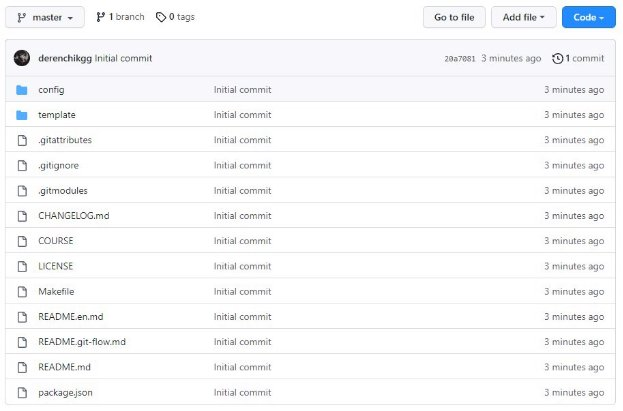 master 1 branch 0 tags Go to file Add file Code
derenchikgg Initial commit 20a7081 3 minutes ago 1 commit
config Initial commit 3 minutes ago
template Initial commit 3 minutes ago
.gitattributes Initial commit 3 minutes ago
.gitignore Initial commit 3 minutes ago
.gitmodules Initial commit 3 minutes ago
CHANGELOG.md Initial commit 3 minutes ago
COURSE Initial commit 3 minutes ago
LICENSE Initial commit 3 minutes ago
Makefile Initial commit 3 minutes ago
README.en.md Initial commit 3 minutes ago
README.git-flow.md Initial commit 3 minutes ago
README.md Initial commit 3 minutes ago
package.json Initial commit 3 minutes ago